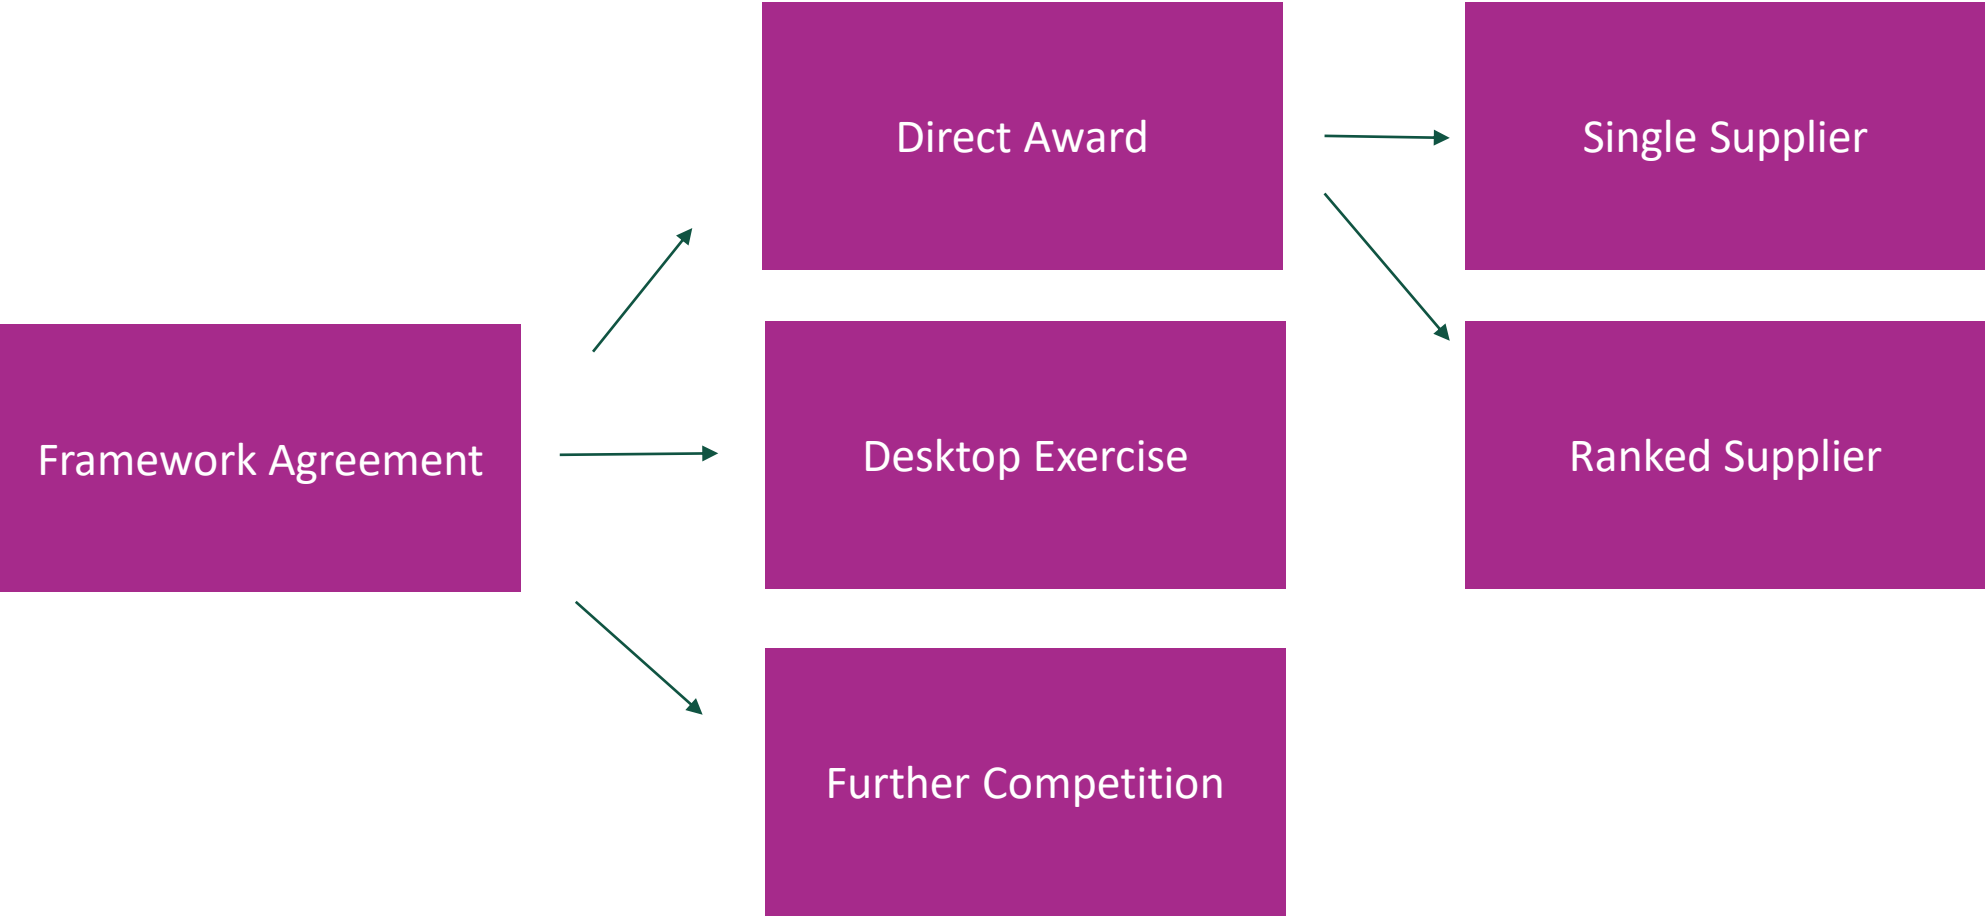 Direct Award
Single Supplier
Framework Agreement
Desktop Exercise
Ranked Supplier
Further Competition